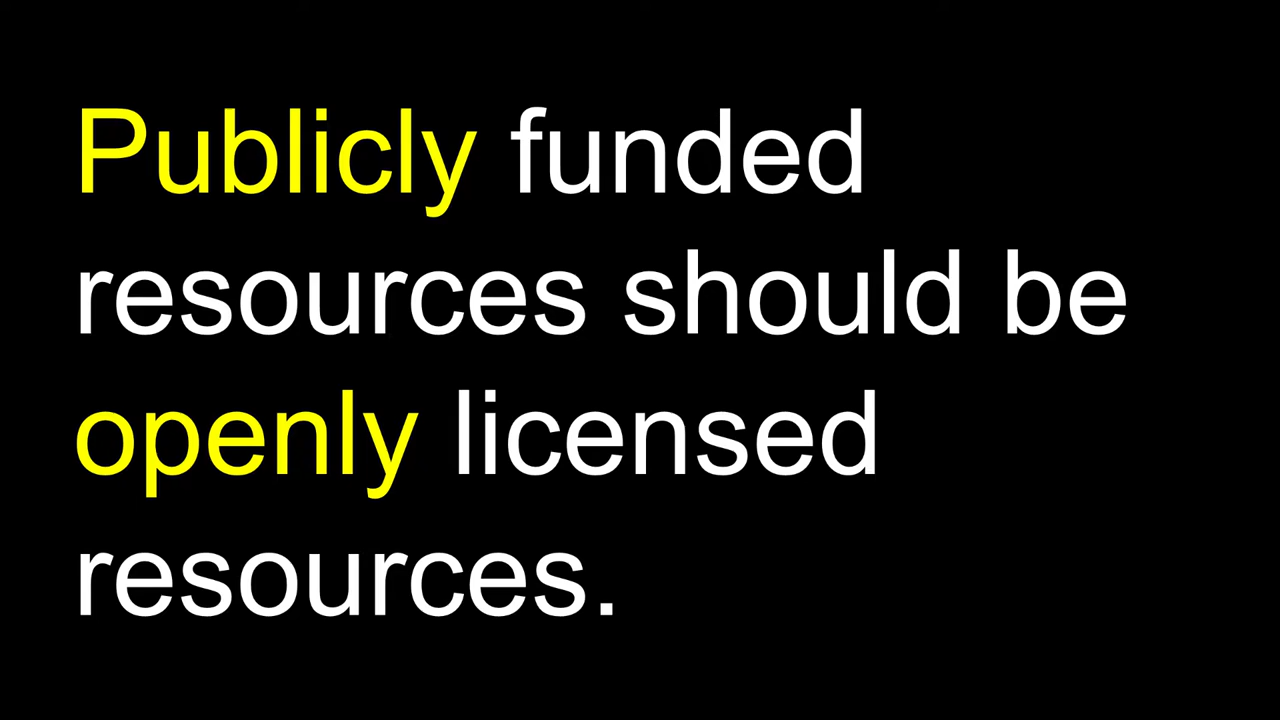 Publicly funded
resources should be
openly licensed
resources.